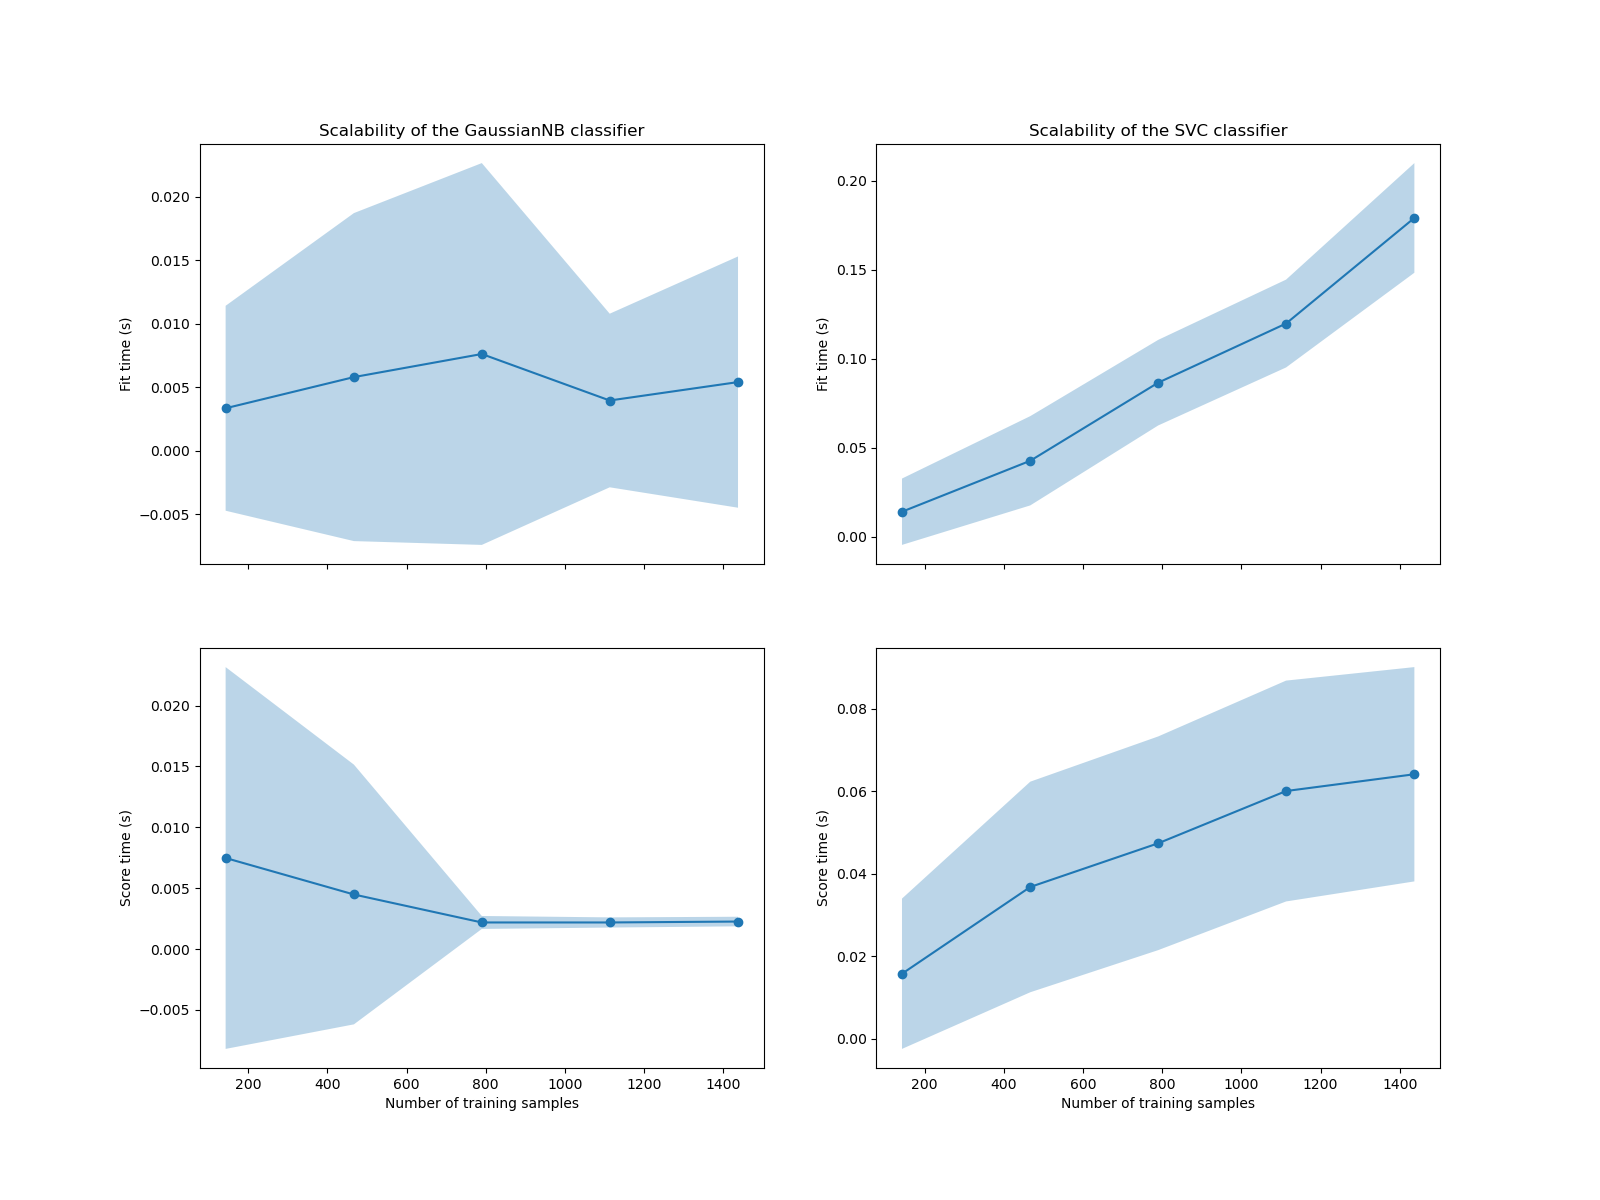 Scalability of the GaussianNB classifier
Fit time (s)
0.020
0.015
0.010
0.005
0.000
−0.005
Scalability of the SVC classifier
Fit time (s)
0.20
0.15
0.10
0.05
0.00
Score time (s)
0.020
0.015
0.010
0.005
0.000
−0.005
200 400 600 800 1000 1200 1400
Number of training samples
Score time (s)
0.08
0.06
0.04
0.02
0.00
200 400 600 800 1000 1200 1400
Number of training samples